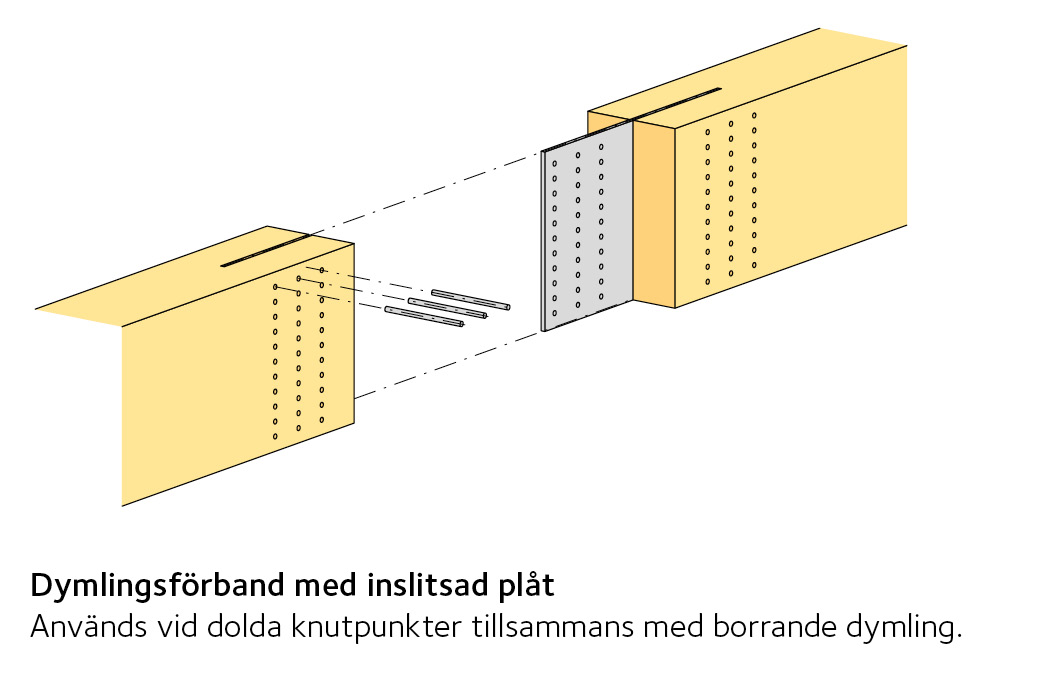 Dymlingsförband med inslitsad plåt
Används vid dolda knutpunkter tillsammans med borrande dymling.